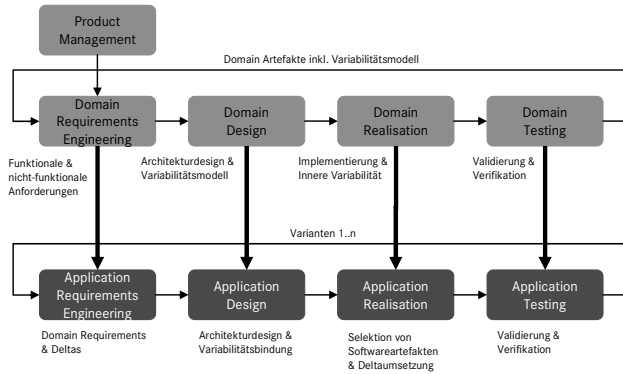 Product
Management
Domain Artefakte inkl. Variabilitätsmodell
Domain
Requirements
Engineering
Domain
Design
Domain
Realisation
Domain
Testing
Funktionale &
nicht-funktionale
Anforderungen
Architekturdesign &
Variabilitätsmodell
Implementierung &
Innere Variabilität
Validierung &
Verifikation
Varianten 1..n
Application
Requirements
Engineering
Application
Design
Application
Realisation
Application
Testing
Domain Requirements
& Deltas
Architekturdesign &
Variabilitätsbindung
Selektion von
Softwareartefakten
& Deltaumsetzung
Validierung &
Verifikation